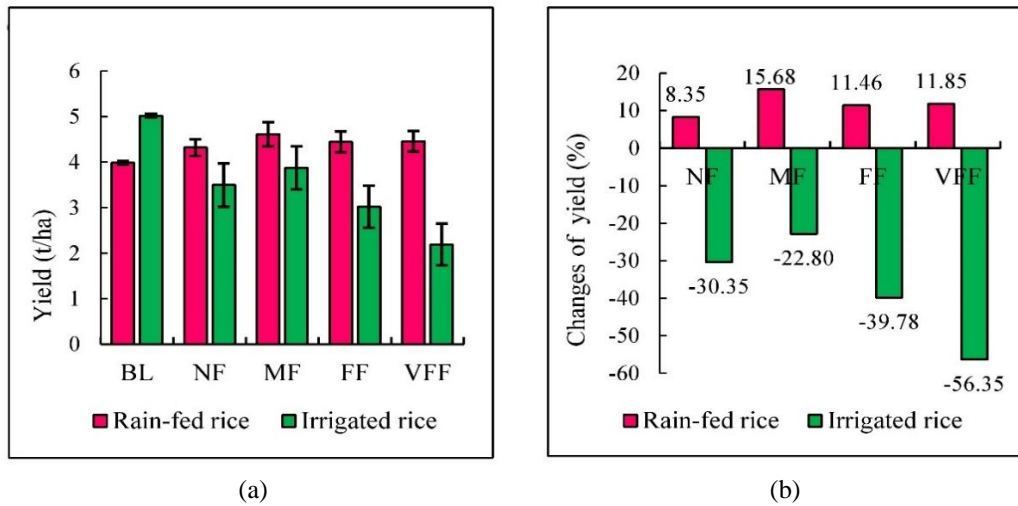 6
5
4
3
2
1
0
Yield (t/ha)
BL NF MF FF VFF
Rain-fed rice Irrigated rice
(a)
20
10
0
-10
-20
-30
-40
-50
-60
Changes of yield (%)
8.35 15.68 11.46 11.85
NF MF FF VFF
-30.35 -22.80 -39.78 -56.35
Rain-fed rice Irrigated rice
(b)